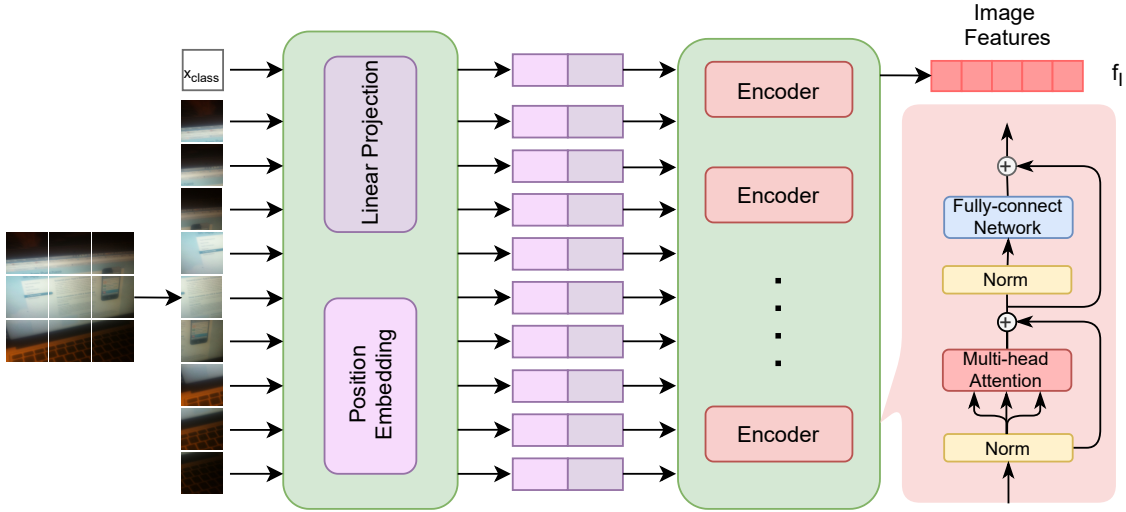 Image
Features
f_I
x_class
Linear Projection
Position
Embedding
Encoder
Encoder
Encoder
Fully-connect
Network
Norm
Multi-head
Attention
Norm